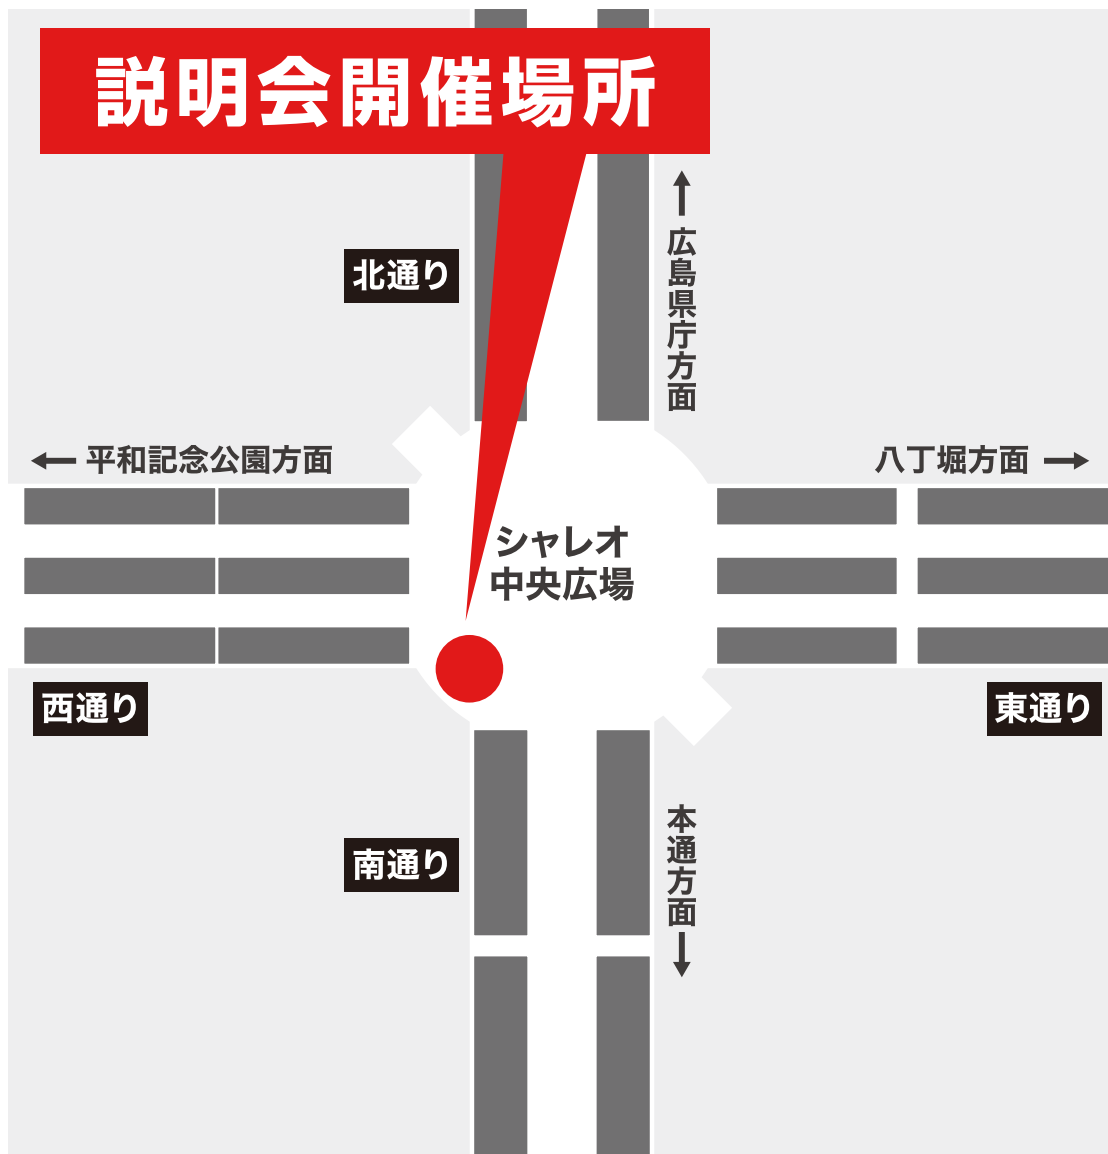 説明会開催場所
北通り
広島県庁方面
平和記念公園方面
八丁堀方面
シャレオ
中央広場
西通り
東通り
南通り
本通方面